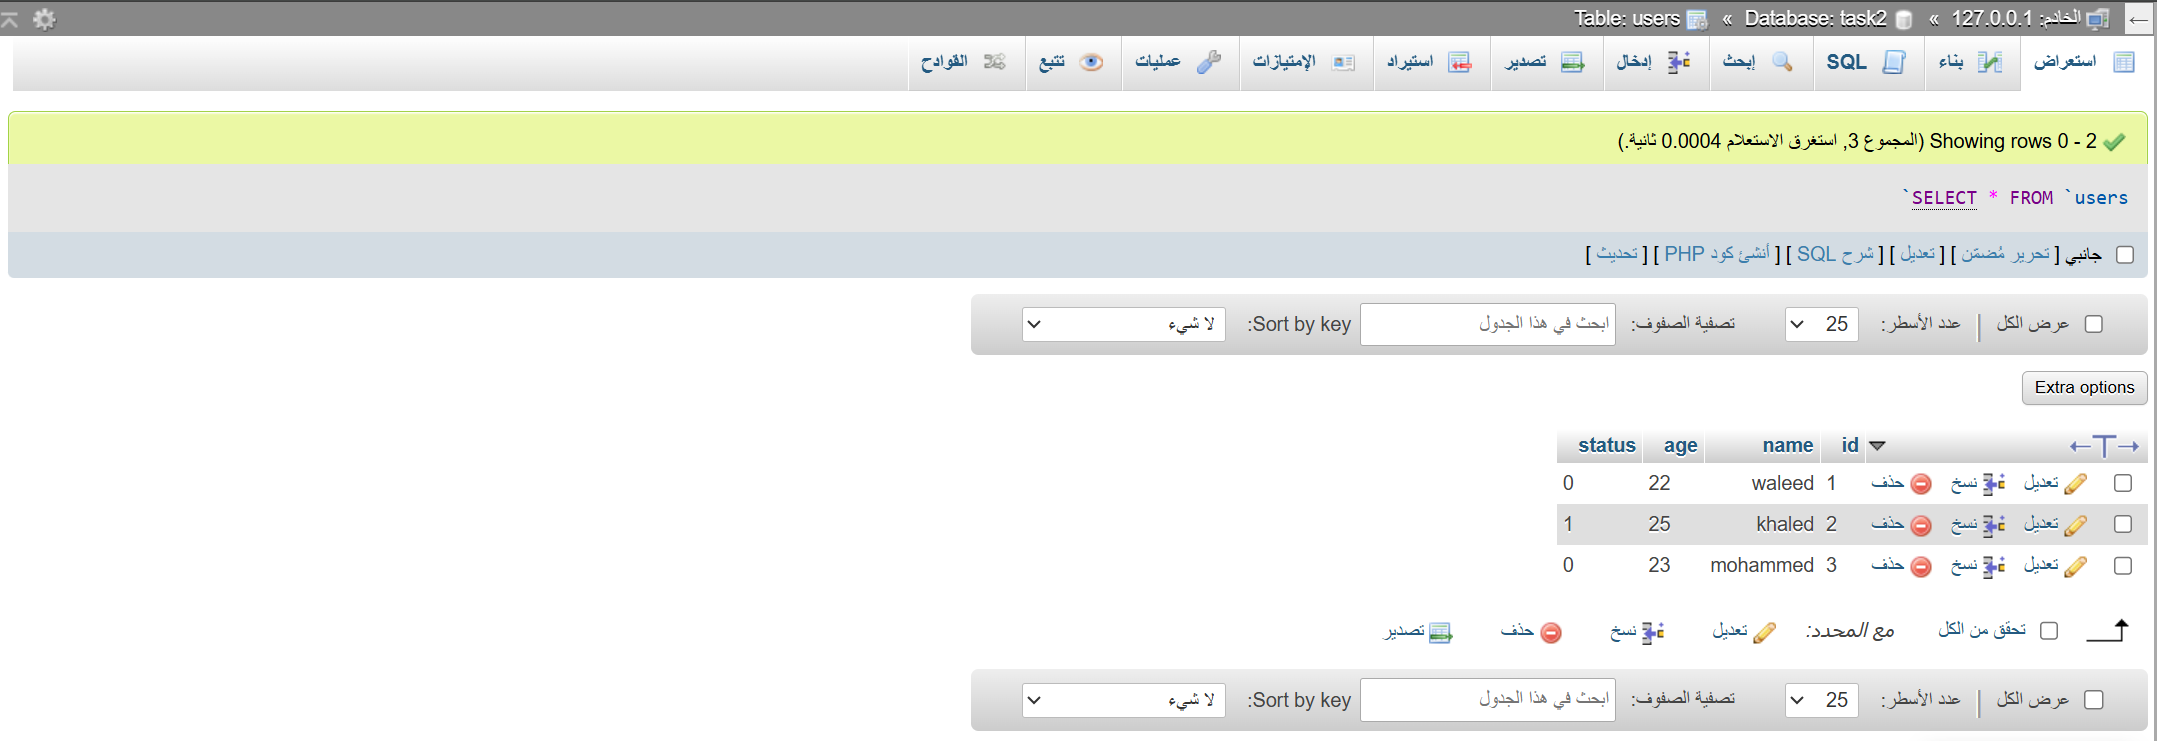 الخادم: 127.0.0.1 » Database: task2 » Table: users
استعراض بناء SQL إبحث إدخال تصدير استيراد الإمتيازات عمليات تتبع القوادح
Showing rows 0 - 2 (المجموع 3, استغرق الاستعلام 0.0004 ثانية.)
SELECT * FROM `users`
جانبي [ تحرير مُضمّن ] [ تعديل ] [ شرح SQL ] [ أنشئ كود PHP ] [ تحديث ]
عرض الكل | عدد الأسطر: 25 تصفية الصفوف: ابحث في هذا الجدول Sort by key: لا شيء
Extra options
id name age status
تعديل نسخ حذف 1 waleed 22 0
تعديل نسخ حذف 2 khaled 25 1
تعديل نسخ حذف 3 mohammed 23 0
تحقق من الكل مع المحدد: تعديل نسخ حذف تصدير
عرض الكل | عدد الأسطر: 25 تصفية الصفوف: ابحث في هذا الجدول Sort by key: لا شيء